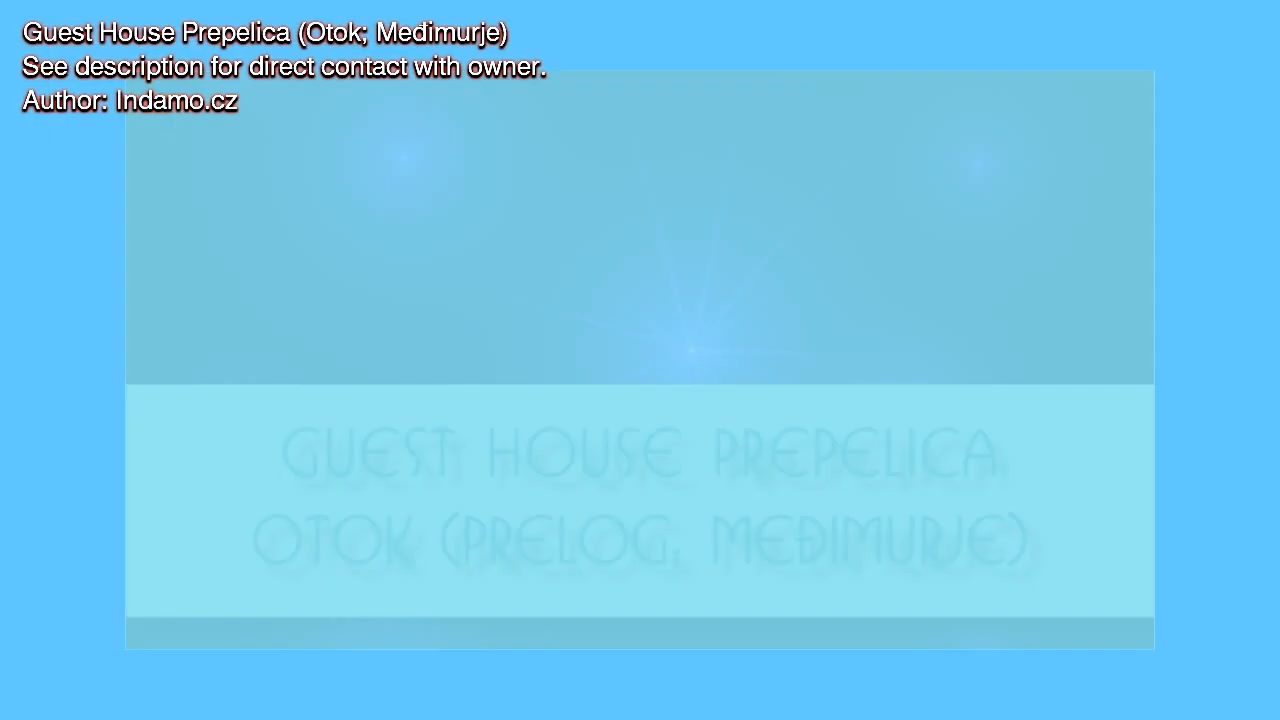 Guest House Prepelica (Otok; Međimurje)
See description for direct contact with owner.
Author: Indamo.cz
GUEST HOUSE PREPELICA
OTOK (PRELOG, MEĐIMURJE)